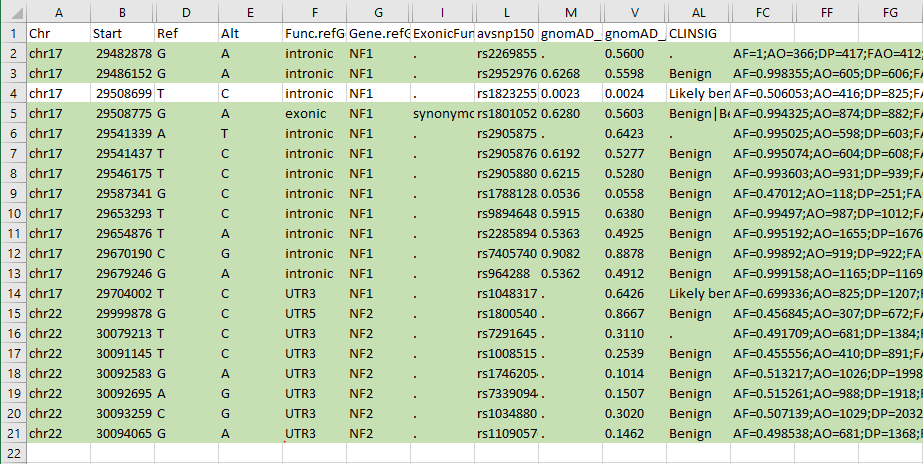 A B D E F G I L M V AL FC FF FG
1 Chr Start Ref Alt Func.refG Gene.refG ExonicFun avsnp150 gnomAD_ gnomAD_ CLINSIG
2 chr17 29482878 G A intronic NF1 . rs2269855 . 0.5600 . AF=1;AO=366;DP=417;FAO=412;
3 chr17 29486152 G A intronic NF1 . rs2952976 0.6268 0.5598 Benign AF=0.998355;AO=605;DP=606;FA
4 chr17 29508699 T C intronic NF1 . rs1823255 0.0023 0.0024 Likely ben AF=0.506053;AO=416;DP=825;FA
5 chr17 29508775 G A exonic NF1 synonymo rs1801052 0.6280 0.5603 Benign|Be AF=0.994325;AO=874;DP=882;FA
6 chr17 29541339 A T intronic NF1 . rs2905875 . 0.6423 . AF=0.995025;AO=598;DP=603;FA
7 chr17 29541437 T C intronic NF1 . rs2905876 0.6192 0.5277 Benign AF=0.995074;AO=604;DP=608;FA
8 chr17 29546175 T C intronic NF1 . rs2905880 0.6215 0.5280 Benign AF=0.993603;AO=931;DP=939;FA
9 chr17 29587341 G C intronic NF1 . rs1788128 0.0536 0.0558 Benign AF=0.47012;AO=118;DP=251;FA
10 chr17 29653293 T C intronic NF1 . rs9894648 0.5915 0.6380 Benign AF=0.99497;AO=987;DP=1012;FA
11 chr17 29654876 T A intronic NF1 . rs2285894 0.5363 0.4925 Benign AF=0.995192;AO=1655;DP=1676
12 chr17 29670190 C G intronic NF1 . rs7405740 0.9082 0.8878 Benign AF=0.99892;AO=919;DP=922;FA
13 chr17 29679246 G A intronic NF1 . rs964288 0.5362 0.4912 Benign AF=0.999158;AO=1165;DP=1169
14 chr17 29704002 T C UTR3 NF1 . rs1048317 . 0.6426 Likely ben AF=0.699336;AO=825;DP=1207;F
15 chr22 29999878 G C UTR5 NF2 . rs1800540 . 0.8667 Benign AF=0.456845;AO=307;DP=672;FA
16 chr22 30079213 T C UTR3 NF2 . rs7291645 . 0.3110 . AF=0.491709;AO=681;DP=1384;F
17 chr22 30091145 T C UTR3 NF2 . rs1008515 . 0.2539 Benign AF=0.455556;AO=410;DP=891;FA
18 chr22 30092583 G A UTR3 NF2 . rs1746205 . 0.1014 Benign AF=0.513217;AO=1026;DP=1998
19 chr22 30092695 A G UTR3 NF2 . rs7339094 . 0.1507 Benign AF=0.515261;AO=988;DP=1918;F
20 chr22 30093259 C G UTR3 NF2 . rs1034880 . 0.3020 Benign AF=0.507139;AO=1029;DP=2032
21 chr22 30094065 G A UTR3 NF2 . rs1109057 . 0.1462 Benign AF=0.498538;AO=681;DP=1368;F
22